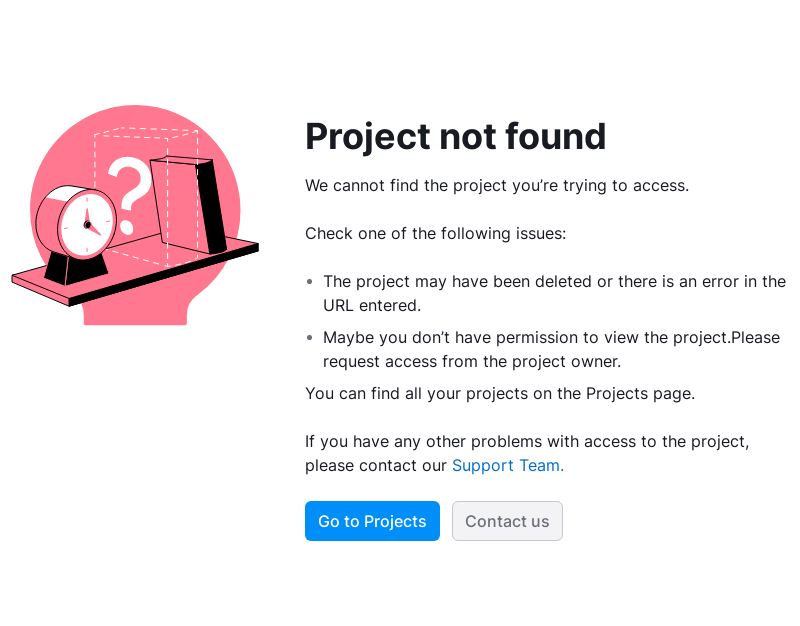 Project not found
We cannot find the project you’re trying to access.
Check one of the following issues:
• The project may have been deleted or there is an error in the
URL entered.
• Maybe you don’t have permission to view the project.Please
request access from the project owner.
You can find all your projects on the Projects page.
If you have any other problems with access to the project,
please contact our Support Team.
Go to Projects
Contact us
?